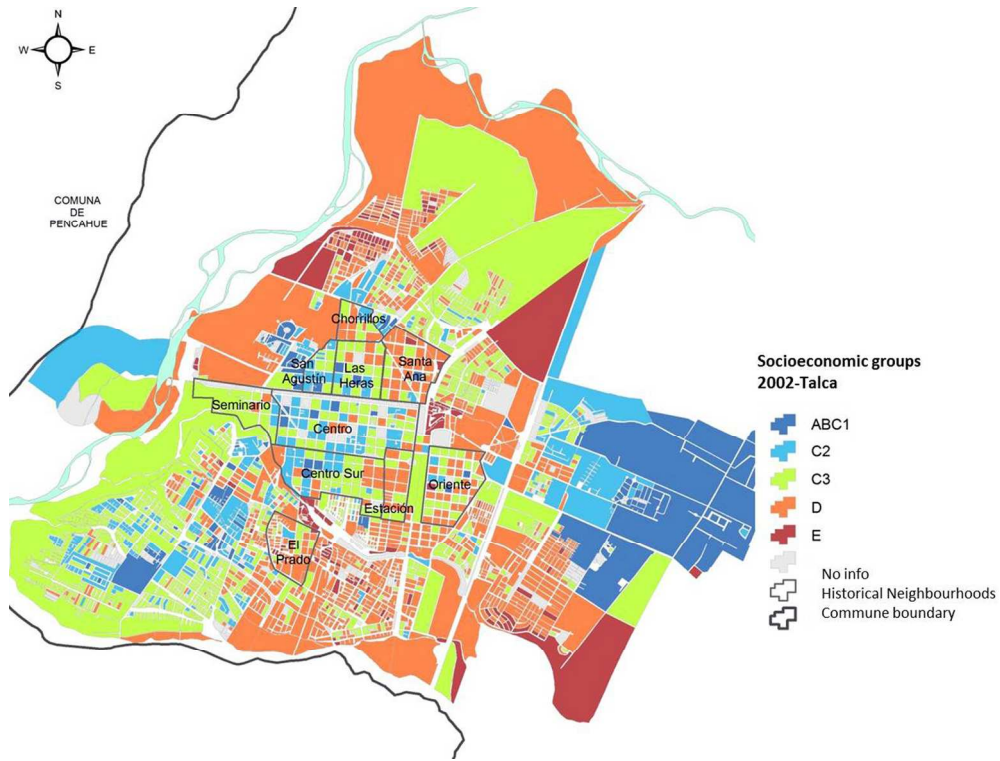 N
W E
S
COMUNA
DE
PENCAHUE
Chorrillos
San
Agustín
Las
Heras
Santa
Ana
Seminario
Centro
Centro Sur
Oriente
Estación
El
Prado
Socioeconomic groups
2002-Talca
ABC1
C2
C3
D
E
No info
Historical Neighbourhoods
Commune boundary